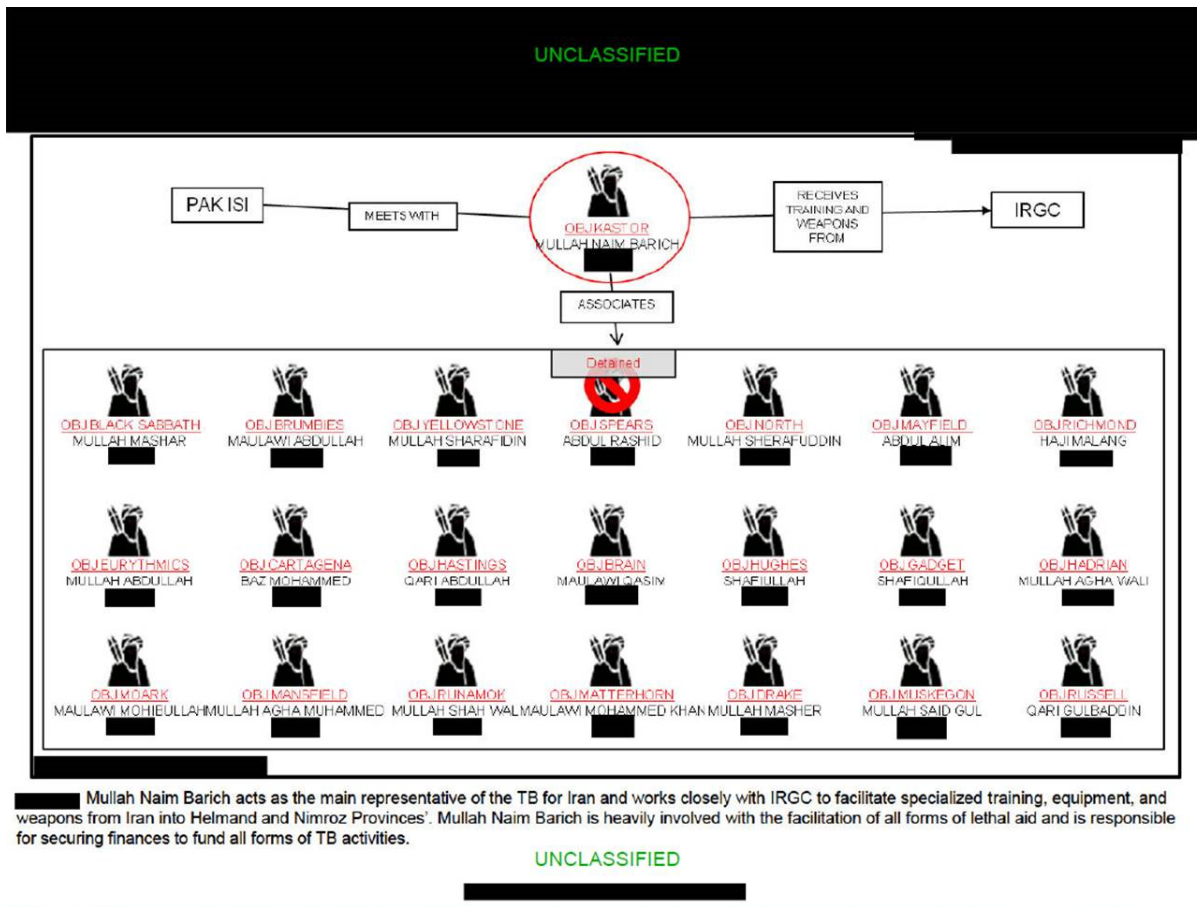 UNCLASSIFIED
PAK ISI
MEETS WITH
OBJ KASTOR
MULLAH NAIM BARICH
RECEIVES
TRAINING AND
WEAPONS
FROM
IRGC
ASSOCIATES
Detained
OBJ BLACK SABBATH
MULLAH MASHAR
OBJ BRUMBIES
MAULAWI ABDULLAH
OBJ YELLOWSTONE
MULLAH SHARAFIDIN
OBJ SPEARS
ABDUL RASHID
OBJ NORTH
MULLAH SHERAFUDDIN
OBJ MAYFIELD
ABDUL ALIM
OBJ RICHMOND
HAJI MALANG
OBJ EURYTHMICS
MULLAH ABDULLAH
OBJ CARTAGENA
BAZ MOHAMMED
OBJ HASTINGS
QARI ABDULLAH
OBJ BRAIN
MAULAWI QASIM
OBJ HUGHES
SHAFIULLAH
OBJ GADGET
SHAFIQULLAH
OBJ HADRIAN
MULLAH AGHA WALI
OBJ MOARK
MAULAWI MOHIBULLAH
OBJ MANSFIELD
MULLAH AGHA MUHAMMED
OBJ RUNAMOK
MULLAH SHAH WAL
OBJ MATTERHORN
MAULAWI MOHAMMED KHAN
OBJ DRAKE
MULLAH MASHER
OBJ MUSKEGON
MULLAH SAID GUL
OBJ RUSSELL
QARI GULBADDIN
Mullah Naim Barich acts as the main representative of the TB for Iran and works closely with IRGC to facilitate specialized training, equipment, and
weapons from Iran into Helmand and Nimroz Provinces'. Mullah Naim Barich is heavily involved with the facilitation of all forms of lethal aid and is responsible
for securing finances to fund all forms of TB activities.
UNCLASSIFIED